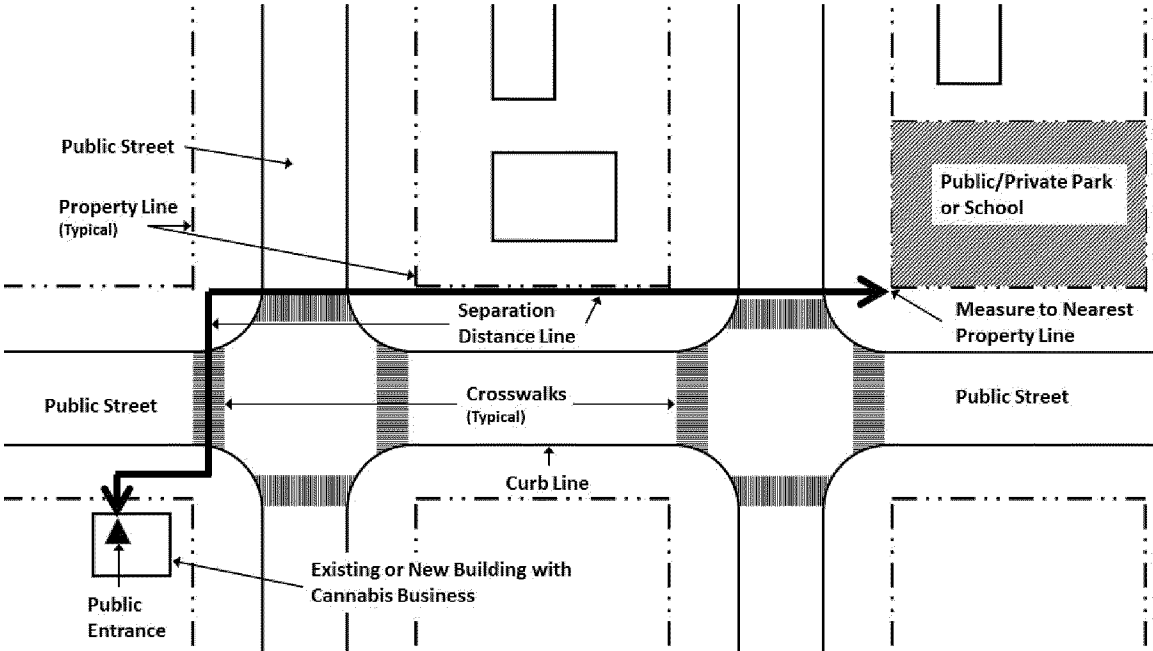 Public Street
Property Line
(Typical)
Public/Private Park
or School
Separation
Distance Line
Measure to Nearest
Property Line
Public Street
Crosswalks
(Typical)
Public Street
Curb Line
Existing or New Building with
Cannabis Business
Public
Entrance